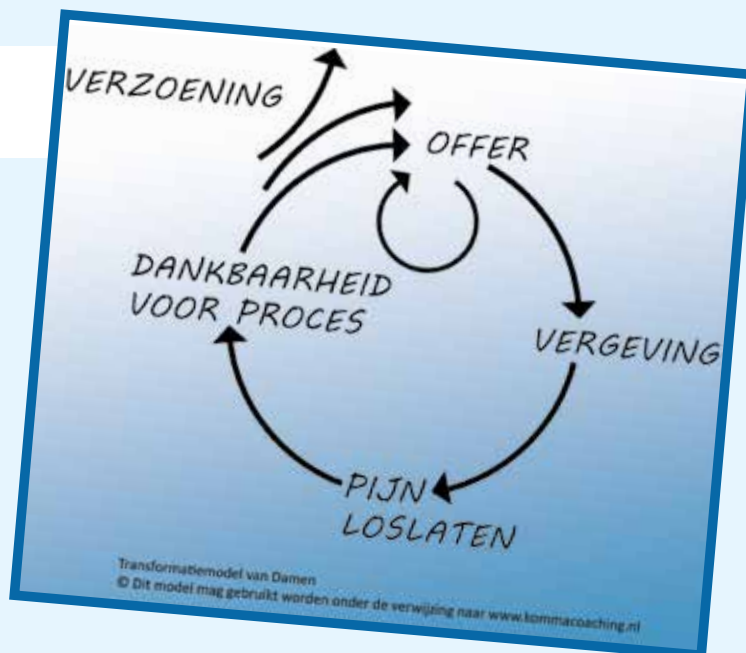 VERZOENING
OFFER
DANKBAARHEID
VOOR PROCES
VERGEVING
PIJN
LOSLATEN
Transformatiemodel van Damen
© Dit model mag gebruikt worden onder de verwijzing naar www.kommacoaching.nl